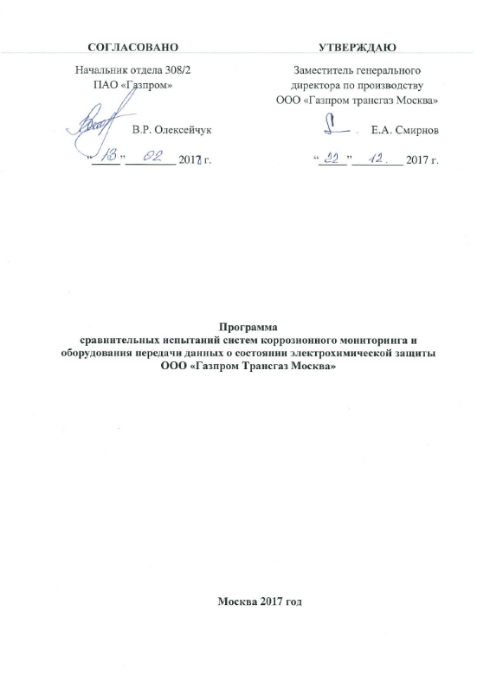 СОГЛАСОВАНО
Начальник отдела 308/2
ПАО «Газпром»
В.Р. Олексейчук
“ 13 ” 02 2018 г.
УТВЕРЖДАЮ
Заместитель генерального
директора по производству
ООО «Газпром трансгаз Москва»
Е.А. Смирнов
“ 22 ” 12. 2017 г.
Программа
сравнительных испытаний систем коррозионного мониторинга и
оборудования передачи данных о состоянии электрохимической защиты
ООО «Газпром Трансгаз Москва»
Москва 2017 год